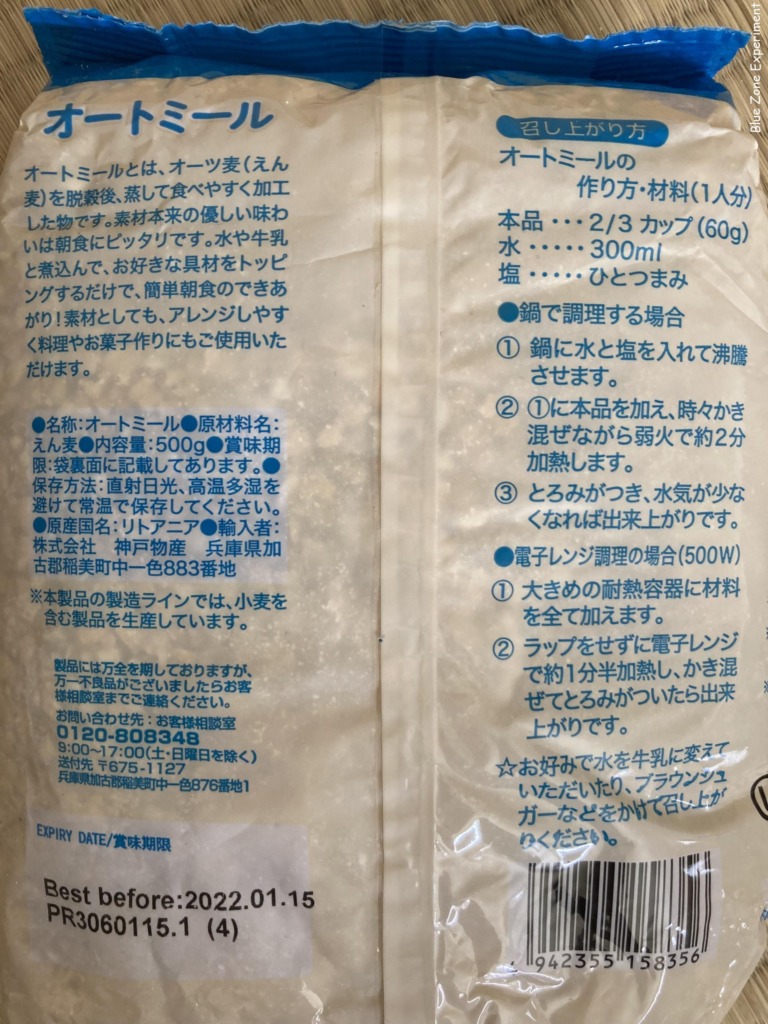 Blue Zone Experiment
オートミール
オートミールとは、オーツ麦(えん
麦)を脱穀後、蒸して食べやすく加工
した物です。素材本来の優しい味わ
いは朝食にピッタリです。水や牛乳
と煮込んで、お好きな具材をトッピ
ングするだけで、簡単朝食のできあ
がり!素材としても、アレンジしやす
く料理やお菓子作りにもご使用いた
だけます。
●名称:オートミール●原材料名:
えん麦●内容量:500g●賞味期
限:袋裏面に記載してあります。●
保存方法:直射日光、高温多湿を
避けて常温で保存してください。
●原産国名:リトアニア●輸入者:
株式会社 神戸物産 兵庫県加
古郡稲美町中一色883番地
※本製品の製造ラインでは、小麦を
含む製品を生産しています。
製品には万全を期しておりますが、
万一不良品がございましたらお客
様相談室までご連絡ください。
お問い合わせ先:お客様相談室
0120-808348
9:00~17:00(土・日曜日を除く)
送付先 〒675-1127
兵庫県加古郡稲美町中一色876番地1
EXPIRY DATE/賞味期限
Best before:2022.01.15
PR3060115.1 (4)
召し上がり方
オートミールの
作り方・材料(1人分)
本品・・・2/3 カップ(60g)
水・・・・・300ml
塩・・・・・ひとつまみ
●鍋で調理する場合
① 鍋に水と塩を入れて沸騰
させます。
② ①に本品を加え、時々かき
混ぜながら弱火で約2分
加熱します。
③ とろみがつき、水気が少な
くなれば出来上がりです。
●電子レンジ調理の場合(500W)
① 大きめの耐熱容器に材料
を全て加えます。
② ラップをせずに電子レンジ
で約1分半加熱し、かき混
ぜてとろみがついたら出来
上がりです。
☆お好みで水を牛乳に変えて
いただいたり、ブラウンシュ
ガーなどをかけて召し上が
りください。
4 942355 158356